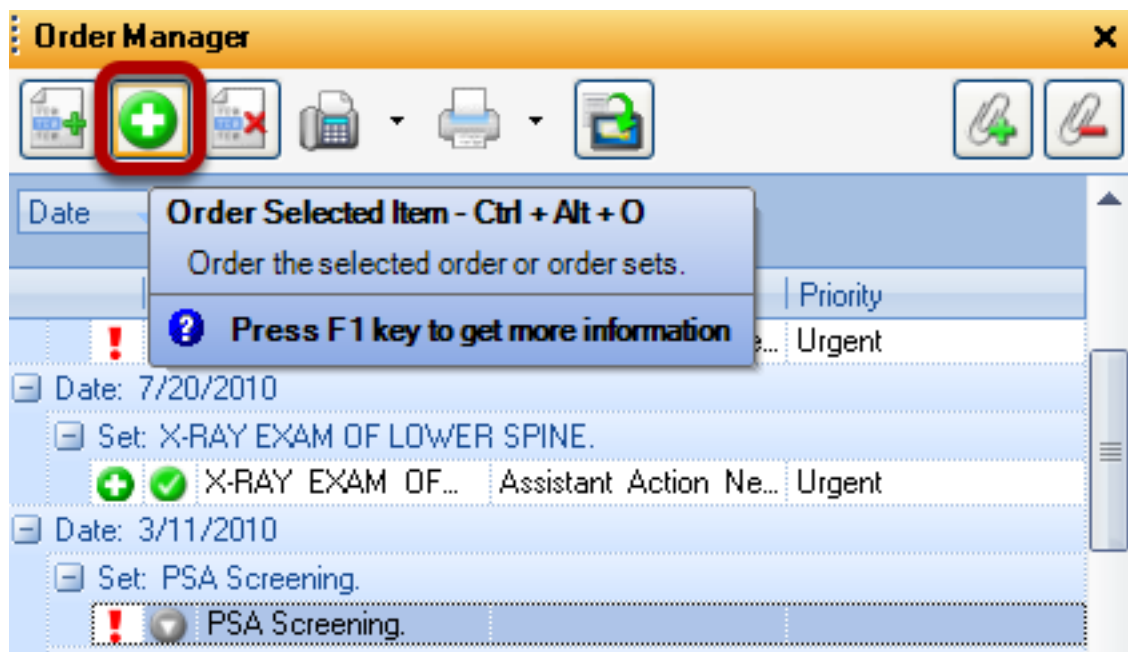 Order Manager
Date
Order Selected Item - Ctrl + Alt + O
Order the selected order or order sets.
Press F1 key to get more information
Priority
e... Urgent
Date: 7/20/2010
Set: X-RAY EXAM OF LOWER SPINE.
X-RAY EXAM OF... Assistant Action Ne... Urgent
Date: 3/11/2010
Set: PSA Screening.
PSA Screening.